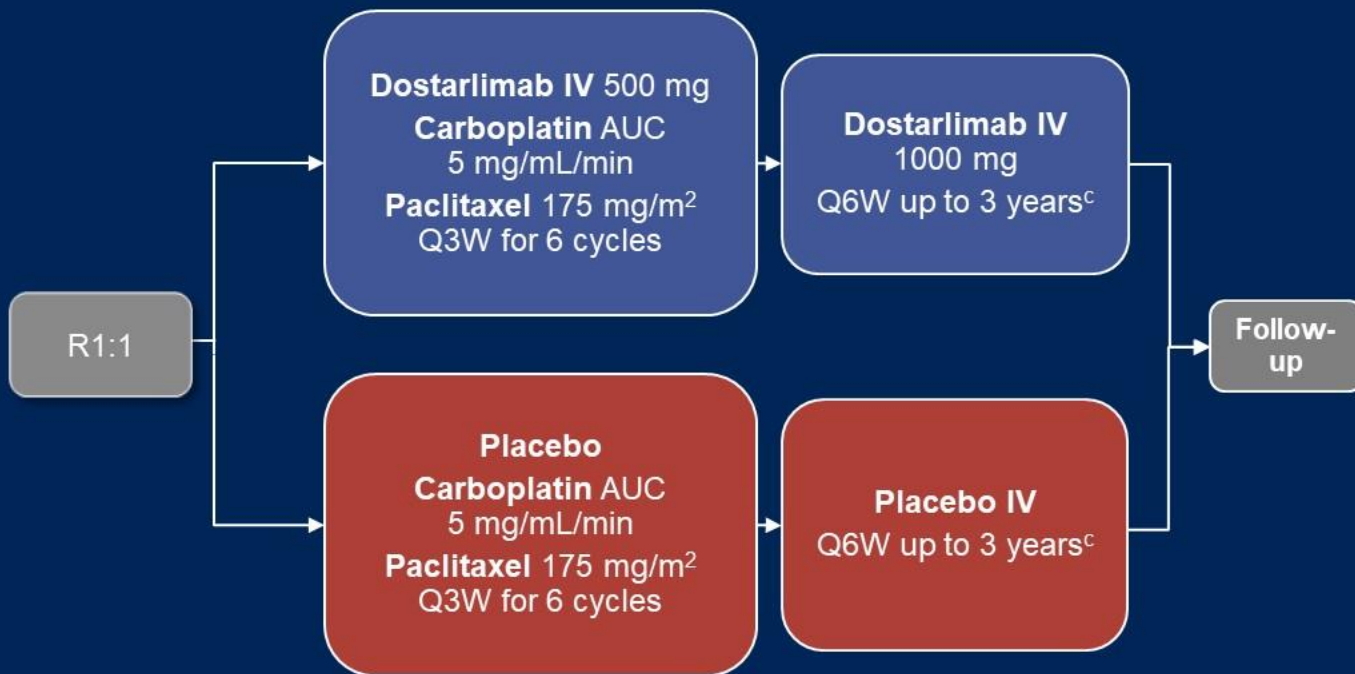 R1:1
Dostarlimab IV 500 mg
Carboplatin AUC
5 mg/mL/min
Paclitaxel 175 mg/m²
Q3W for 6 cycles
Dostarlimab IV
1000 mg
Q6W up to 3 yearsᶜ
Placebo
Carboplatin AUC
5 mg/mL/min
Paclitaxel 175 mg/m²
Q3W for 6 cycles
Placebo IV
Q6W up to 3 yearsᶜ
Follow-
up